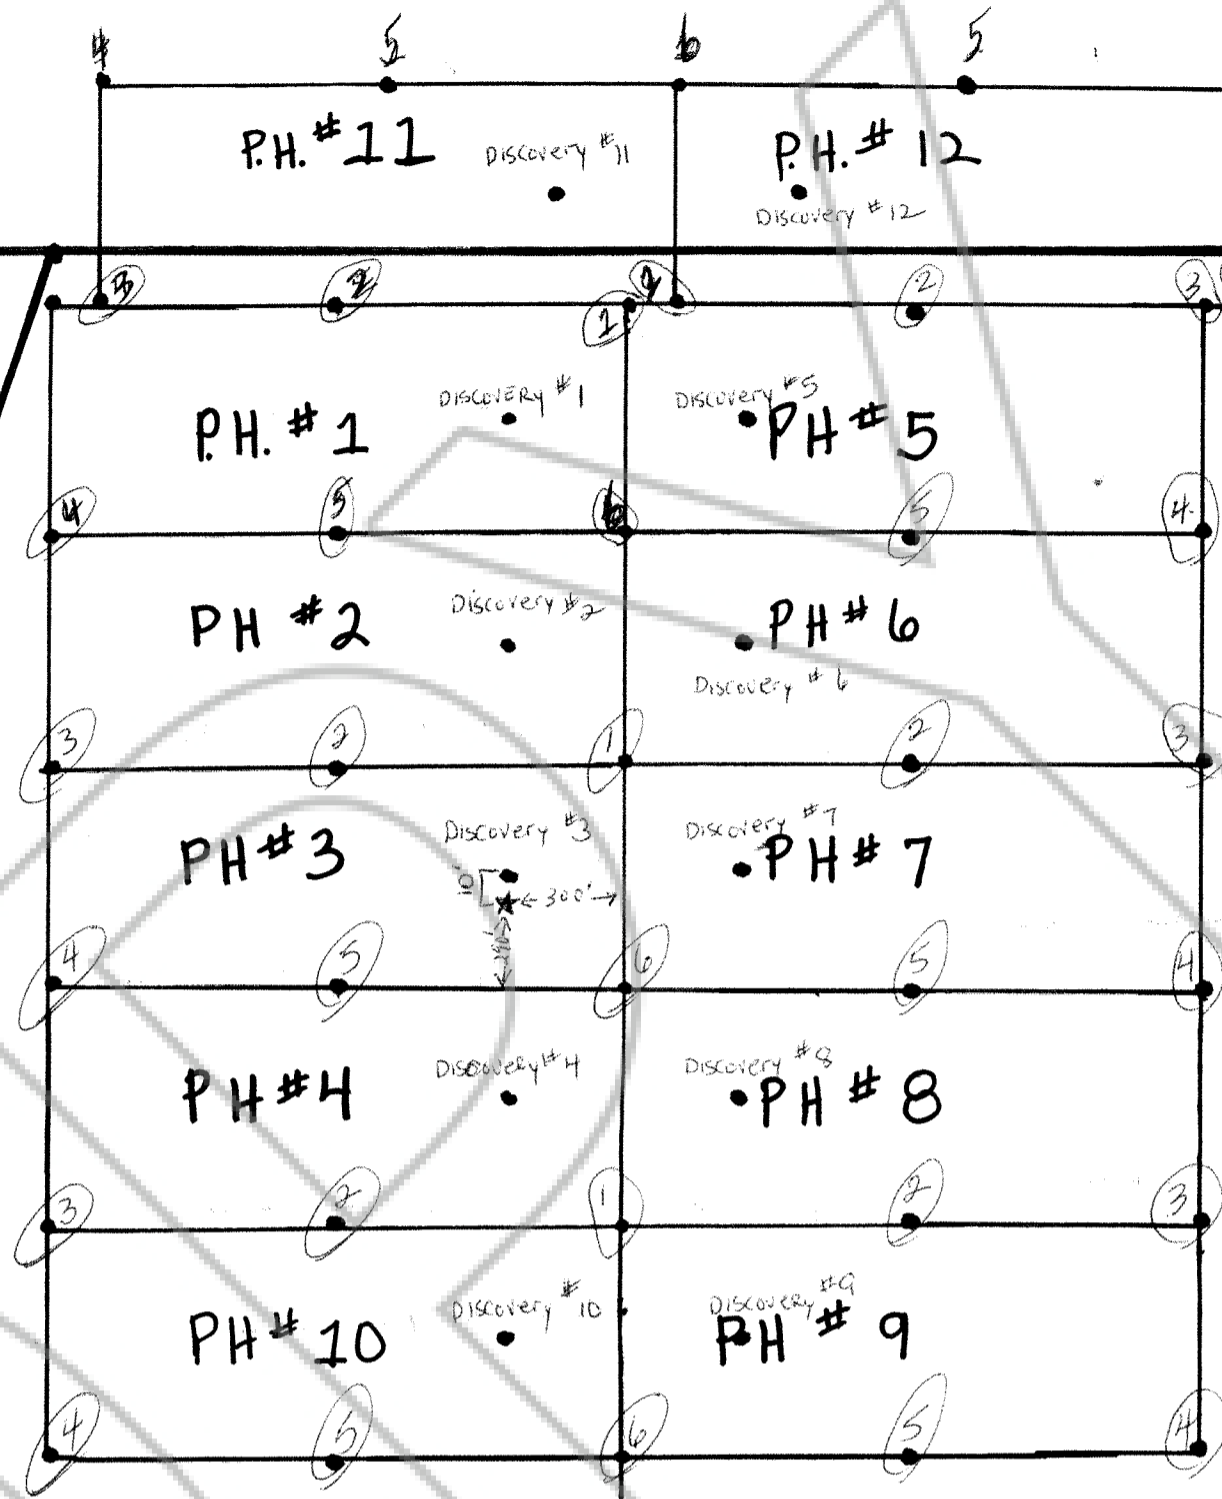 4 5 6 5
P.H. #11 Discovery #11 P.H. #12
Discovery #12
3 2 1 2 3
1
DISCOVERY #1 Discovery #5
P.H. #1 PH #5
4 5 6 5 4
PH #2 Discovery #2 PH #6
Discovery #6
3 2 1 2 3
Discovery #3 Discovery #7
PH #3 PH #7
10' 300'
4 5 6 5 4
Discovery #4 Discovery #8
PH #4 PH #8
3 2 1 2 3
Discovery #10 DISCOVERY #9
PH #10 PH #9
4 5 6 5 4